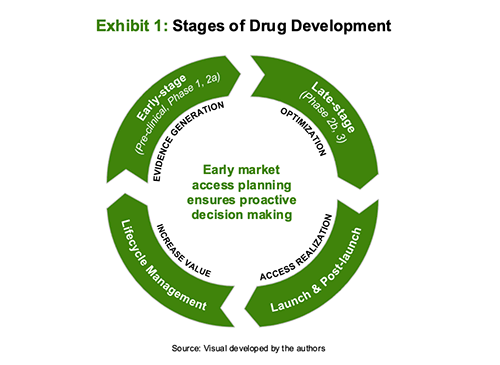 Exhibit 1: Stages of Drug Development
Early-stage
(Pre-clinical, Phase 1, 2a)
EVIDENCE GENERATION
Late-stage
(Phase 2b, 3)
OPTIMIZATION
Early market
access planning
ensures proactive
decision making
Lifecycle Management
INCREASE VALUE
ACCESS REALIZATION
Launch & Post-launch
Source: Visual developed by the authors